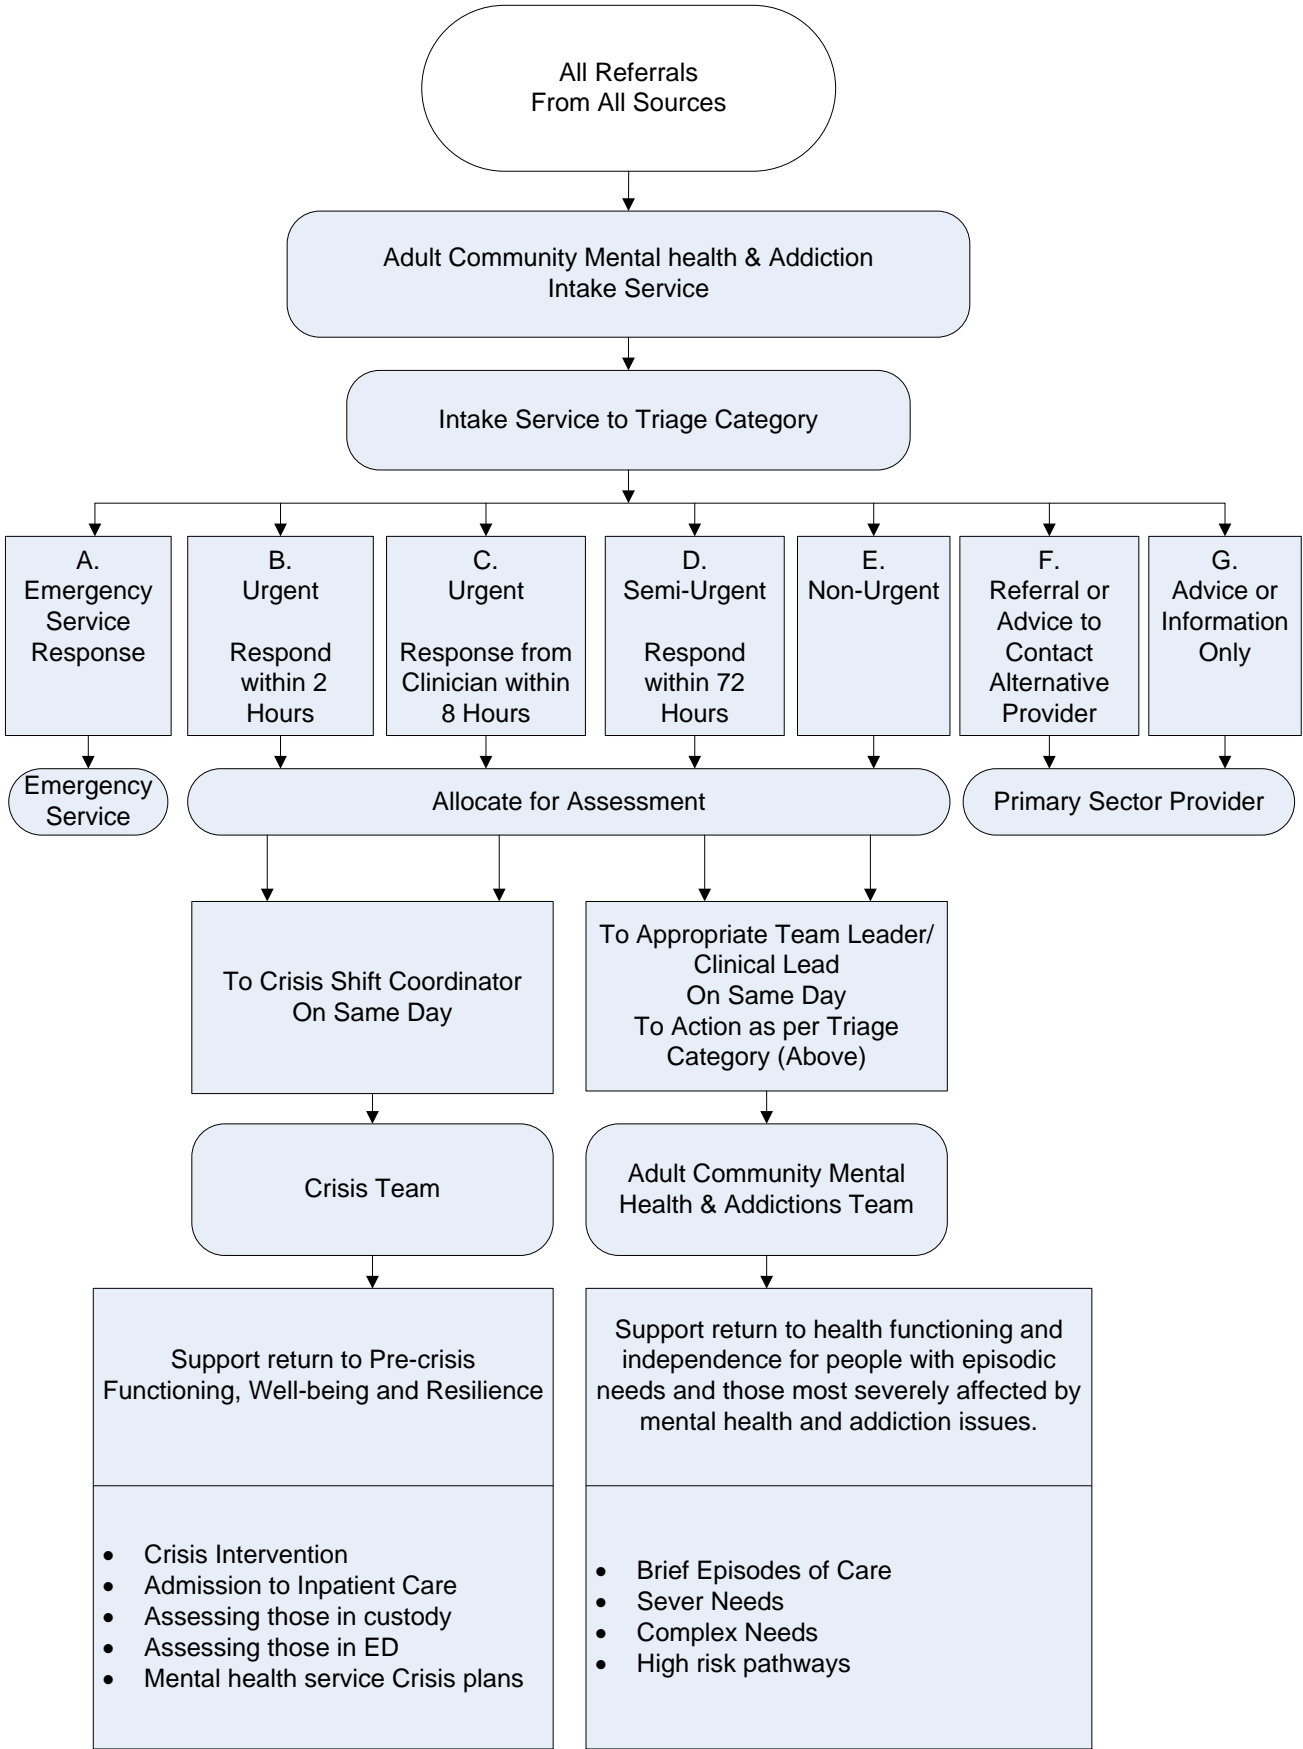 All Referrals
From All Sources
Adult Community Mental health & Addiction
Intake Service
Intake Service to Triage Category
A.
Emergency
Service
Response
B.
Urgent
Respond
within 2
Hours
C.
Urgent
Response from
Clinician within
8 Hours
D.
Semi-Urgent
Respond
within 72
Hours
E.
Non-Urgent
F.
Referral or
Advice to
Contact
Alternative
Provider
G.
Advice or
Information
Only
Emergency
Service
Allocate for Assessment
Primary Sector Provider
To Crisis Shift Coordinator
On Same Day
To Appropriate Team Leader/
Clinical Lead
On Same Day
To Action as per Triage
Category (Above)
Crisis Team
Adult Community Mental
Health & Addictions Team
Support return to Pre-crisis
Functioning, Well-being and Resilience
Support return to health functioning and
independence for people with episodic
needs and those most severely affected by
mental health and addiction issues.
• Crisis Intervention
• Admission to Inpatient Care
• Assessing those in custody
• Assessing those in ED
• Mental health service Crisis plans
• Brief Episodes of Care
• Sever Needs
• Complex Needs
• High risk pathways